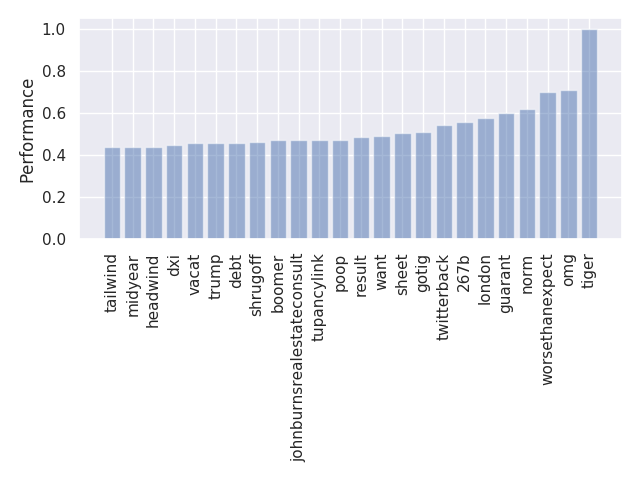 1.0
0.8
0.6
0.4
0.2
0.0
Performance
tailwind
midyear
headwind
dxi
vacat
trump
debt
shrugoff
boomer
johnburnsrealestateconsult
tupancylink
poop
result
want
sheet
gotig
twitterback
267b
london
guarant
norm
worsethanexpect
omg
tiger